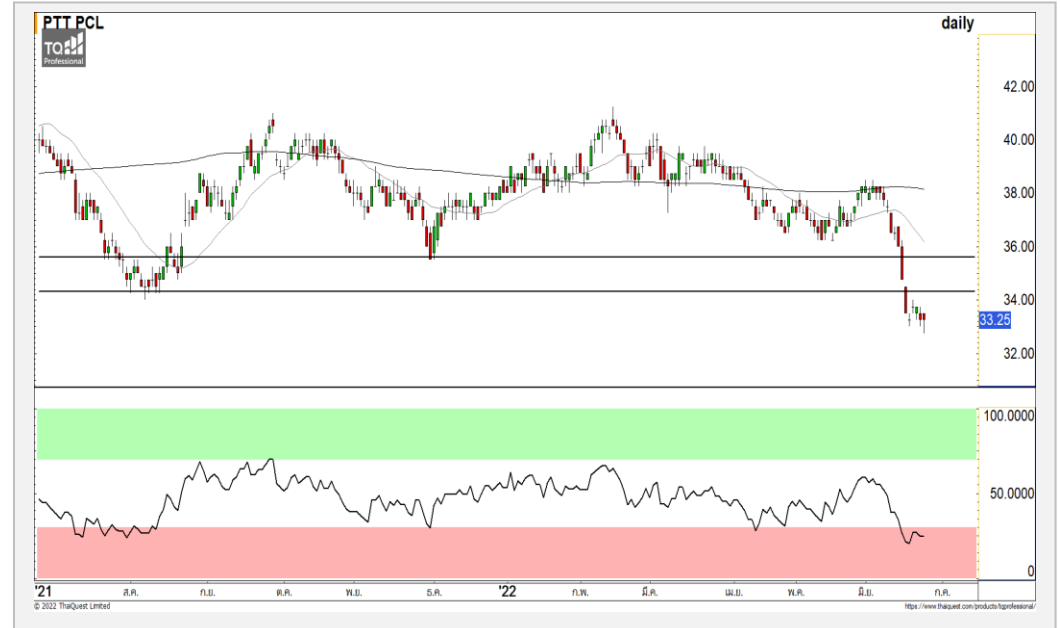 PTT PCL
daily
TQ
Professional
42.00
40.00
38.00
36.00
34.00
33.25
32.00
100.0000
50.0000
0
'21 ส.ค. ก.ย. ต.ค. พ.ย. ธ.ค. '22 ก.พ. มี.ค. เม.ย. พ.ค. มิ.ย. ก.ค.
© 2022 ThaiQuest Limited
https://www.thaiquest.com/products/tqprofessional/